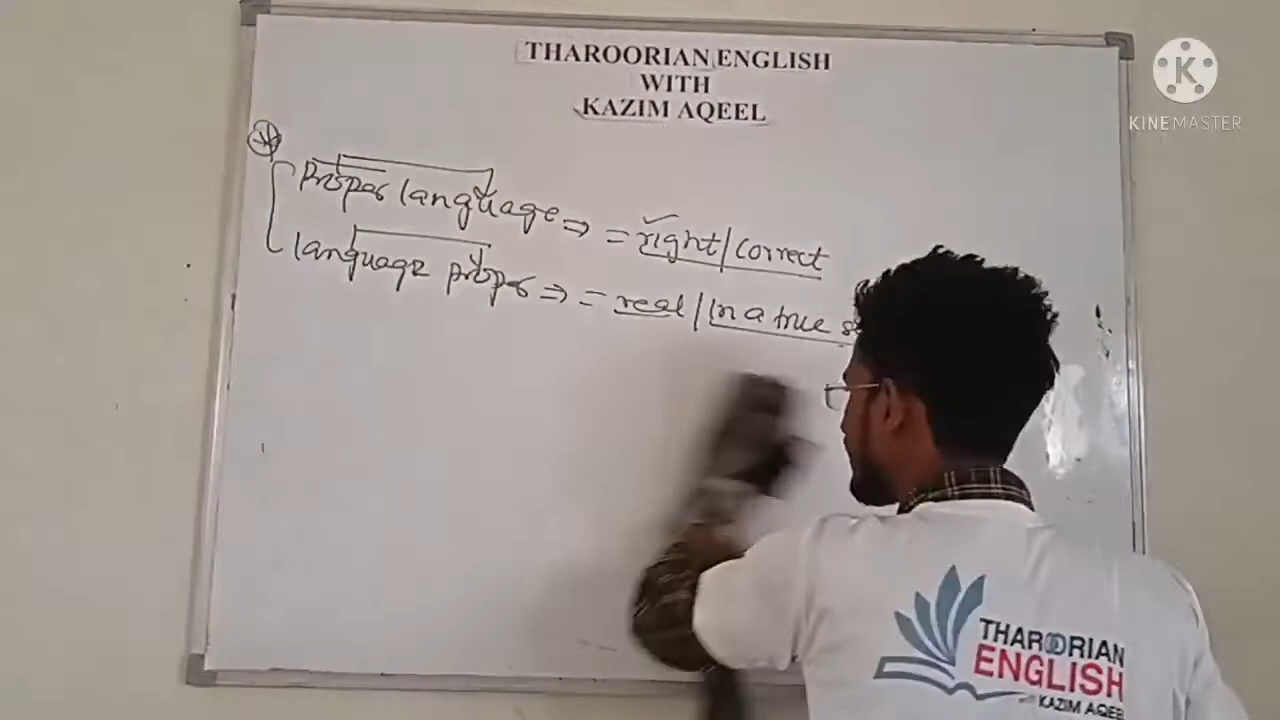 THAROORIAN ENGLISH
WITH
KAZIM AQEEL
KINEMASTER
Proper language ⇒ = right/correct
language proper ⇒ = real/in a true
THAROORIAN
ENGLISH
with KAZIM AQEEL